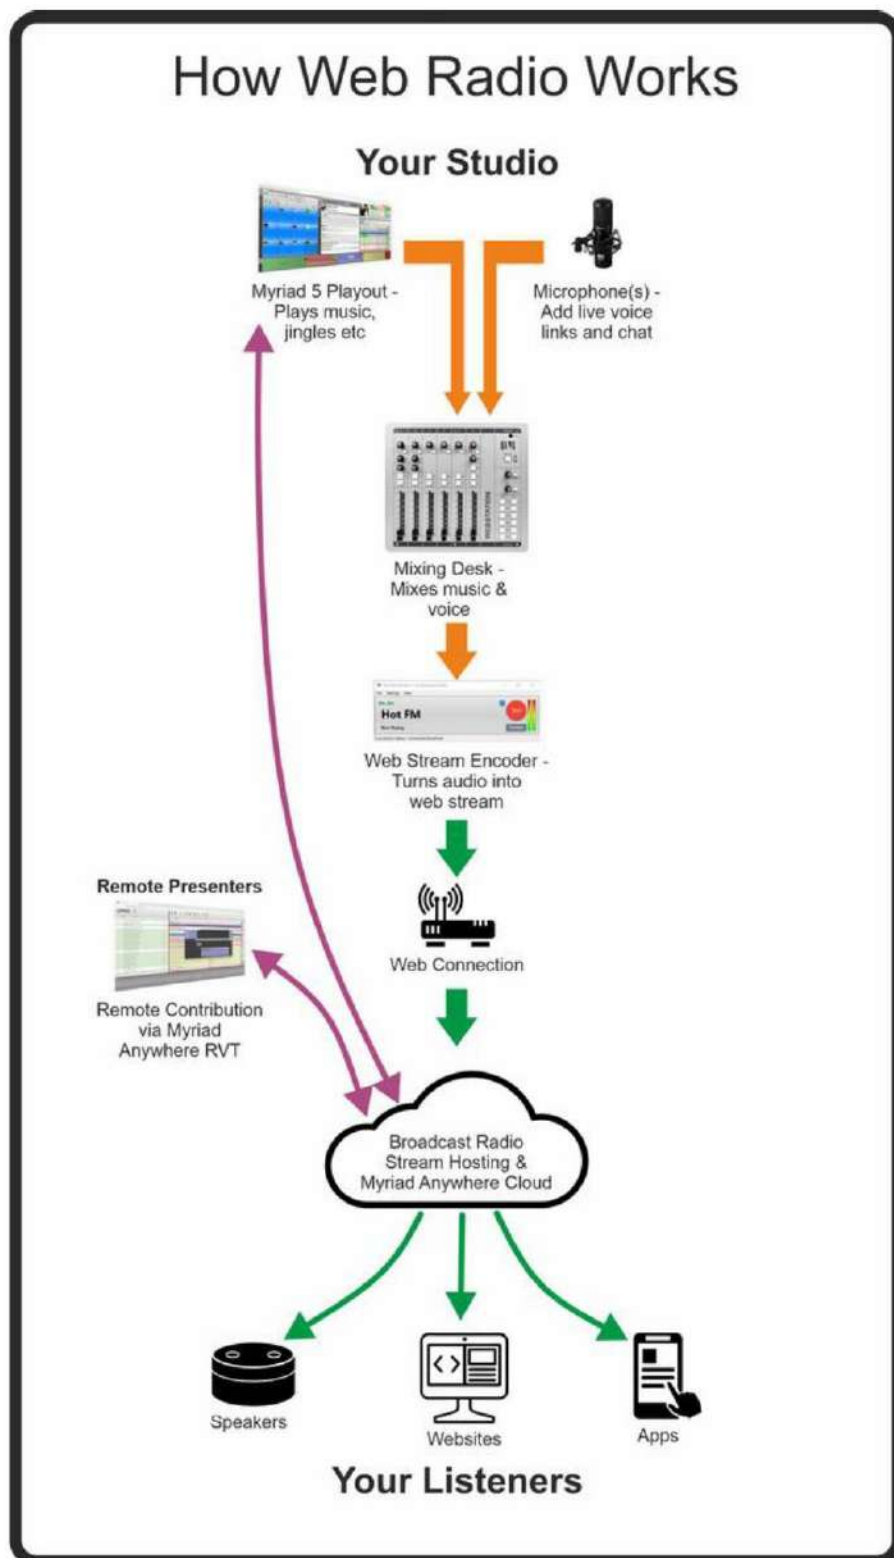 How Web Radio Works
Your Studio
Myriad 5 Playout -
Plays music,
jingles etc
Microphone(s) -
Add live voice
links and chat
Mixing Desk -
Mixes music &
voice
Hot FM
Web Stream Encoder -
Turns audio into
web stream
Remote Presenters
Web Connection
Remote Contribution
via Myriad
Anywhere RVT
Broadcast Radio
Stream Hosting &
Myriad Anywhere Cloud
Speakers
Websites
Apps
Your Listeners